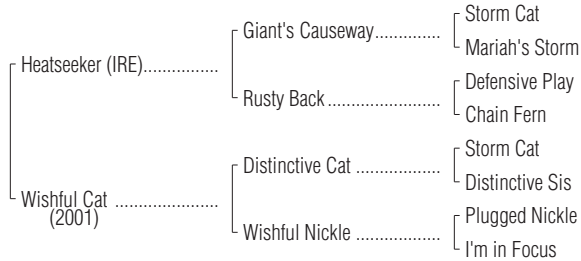 Storm Cat
Giant's Causeway..............
Mariah's Storm
Heatseeker (IRE)................
Defensive Play
Rusty Back ........................
Chain Fern
Storm Cat
Distinctive Cat ..................
Distinctive Sis
Wishful Cat ......................
(2001)
Plugged Nickle
Wishful Nickle ..................
I'm in Focus